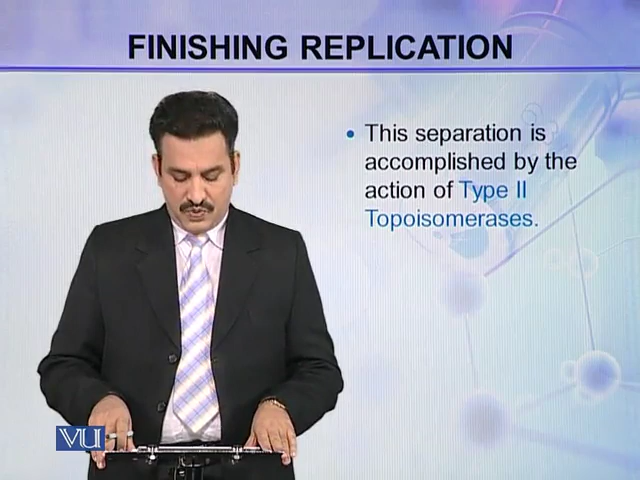 FINISHING REPLICATION
• This separation is
accomplished by the
action of Type II
Topoisomerases.
VU